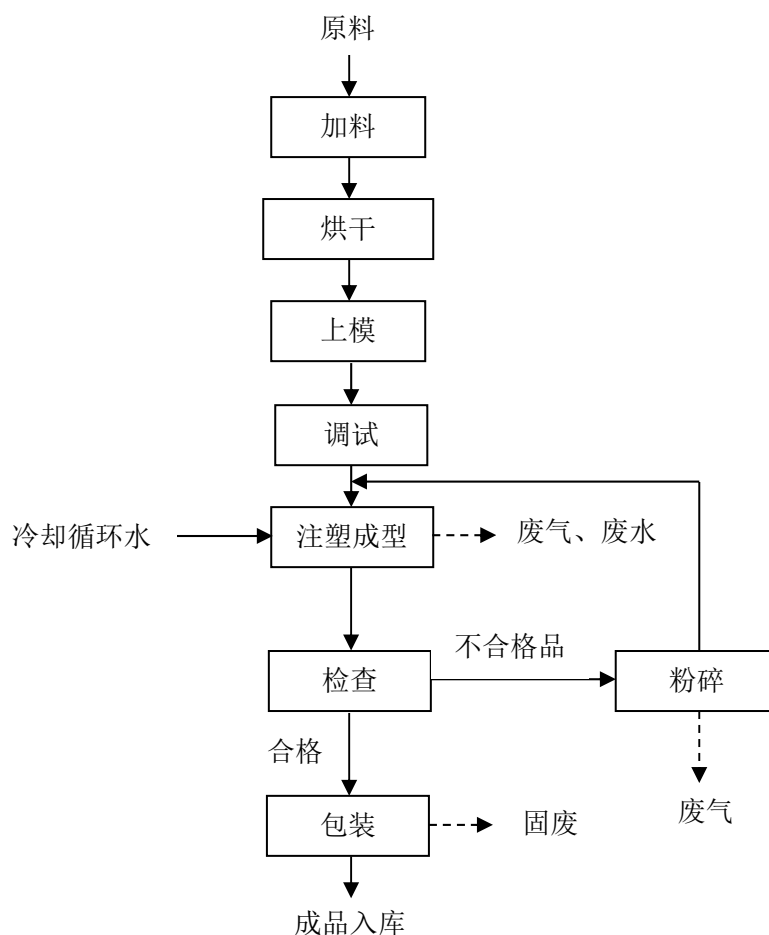 原料
加料
烘干
上模
调试
冷却循环水
注塑成型
废气、废水
不合格品
检查
粉碎
合格
包装
固废
废气
成品入库